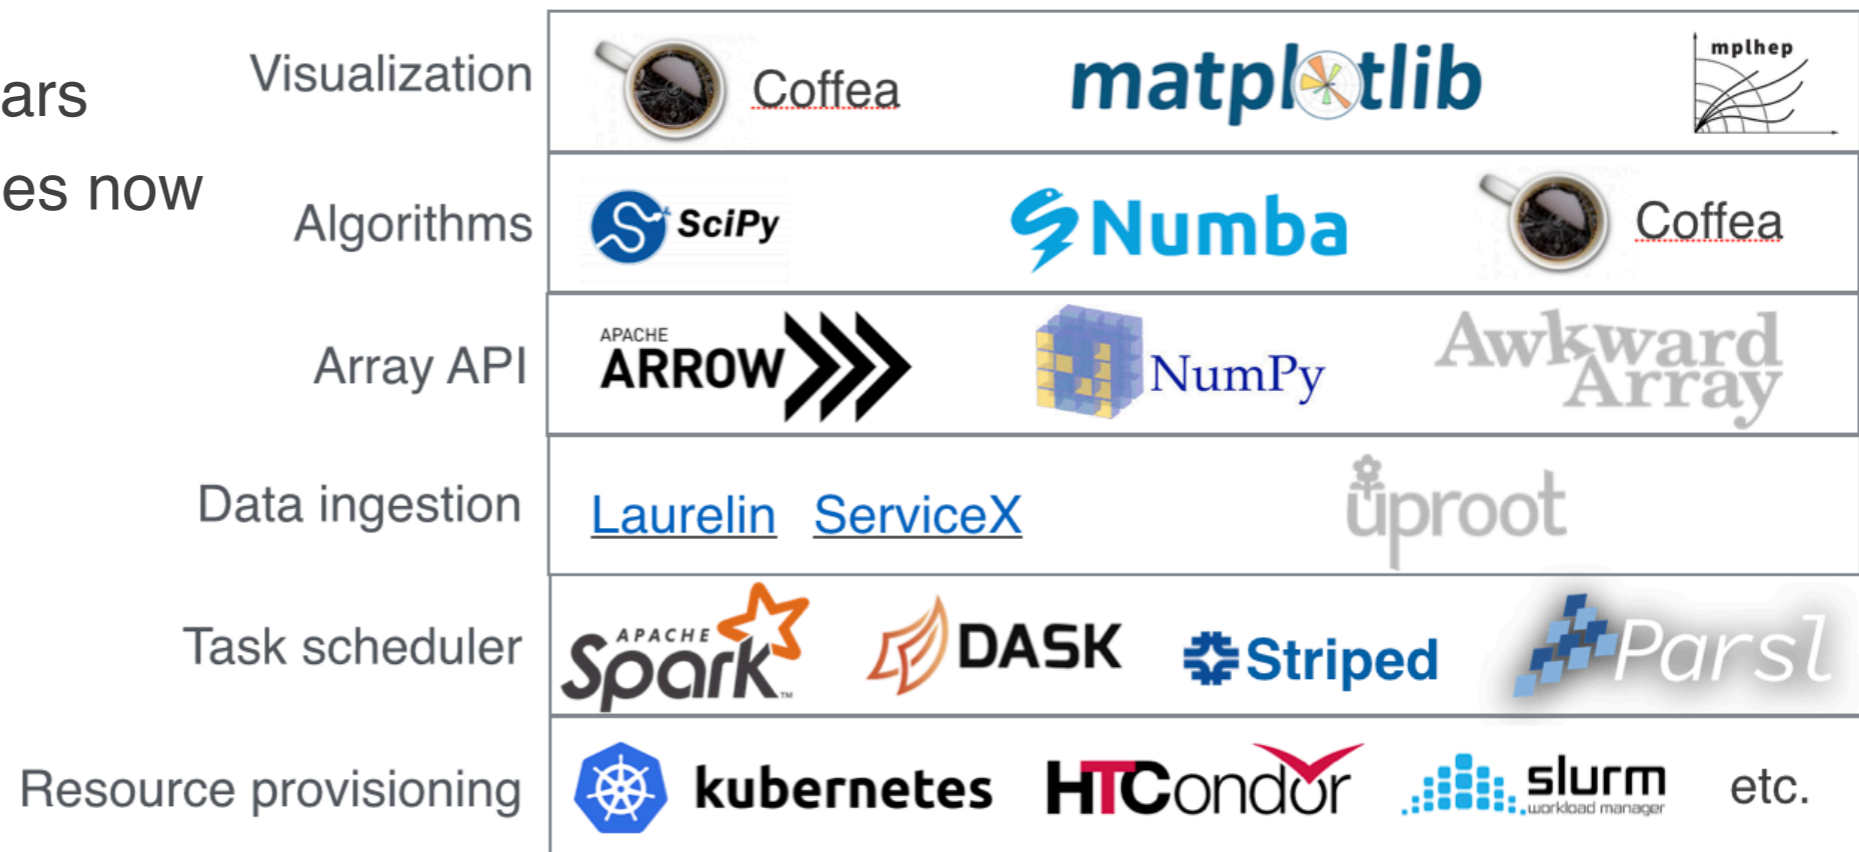 ars
es now
Visualization
Coffea
matplotlib
mplhep
Algorithms
SciPy
Numba
Coffea
Array API
APACHE
ARROW
NumPy
Awkward
Array
Data ingestion
Laurelin ServiceX
uproot
Task scheduler
APACHE
Spark™
DASK
Striped
Parsl
Resource provisioning
kubernetes
HTCondor
slurm
workload manager
etc.